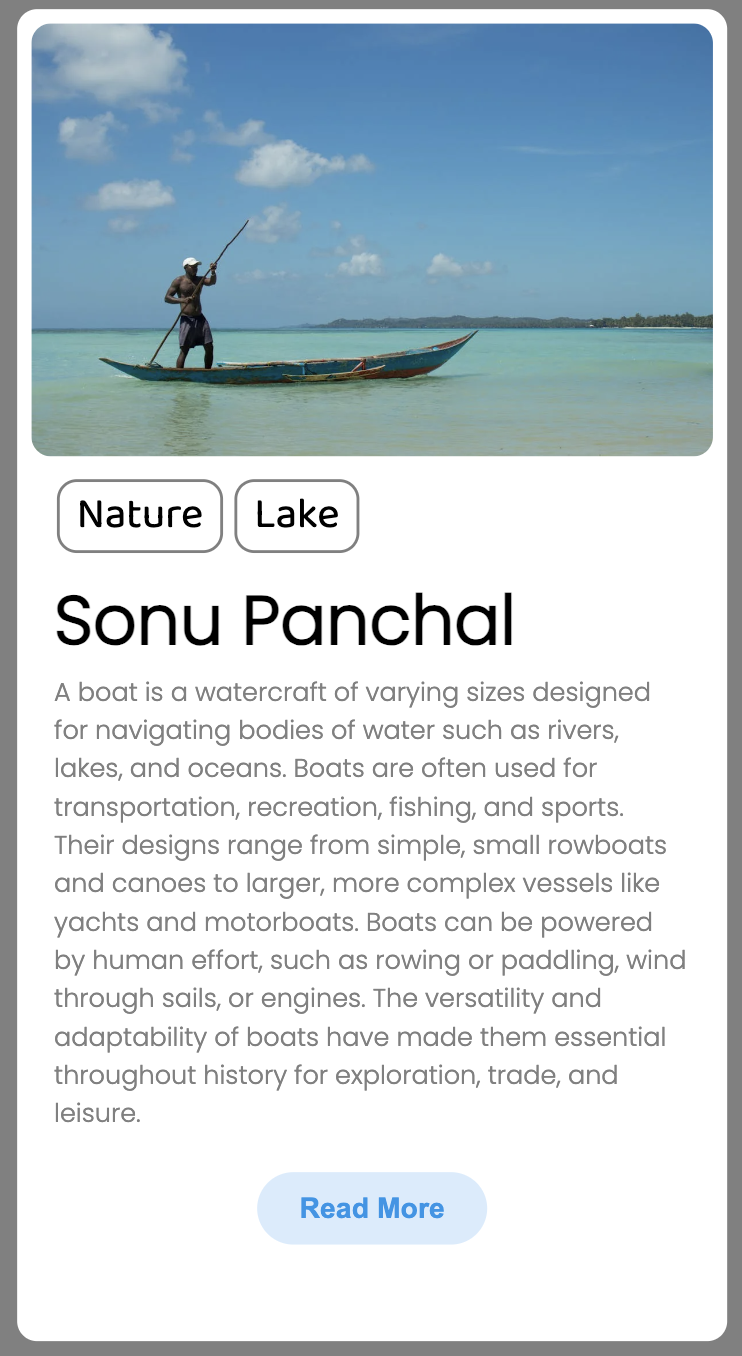 Nature
Lake
Sonu Panchal
A boat is a watercraft of varying sizes designed
for navigating bodies of water such as rivers,
lakes, and oceans. Boats are often used for
transportation, recreation, fishing, and sports.
Their designs range from simple, small rowboats
and canoes to larger, more complex vessels like
yachts and motorboats. Boats can be powered
by human effort, such as rowing or paddling, wind
through sails, or engines. The versatility and
adaptability of boats have made them essential
throughout history for exploration, trade, and
leisure.
Read More